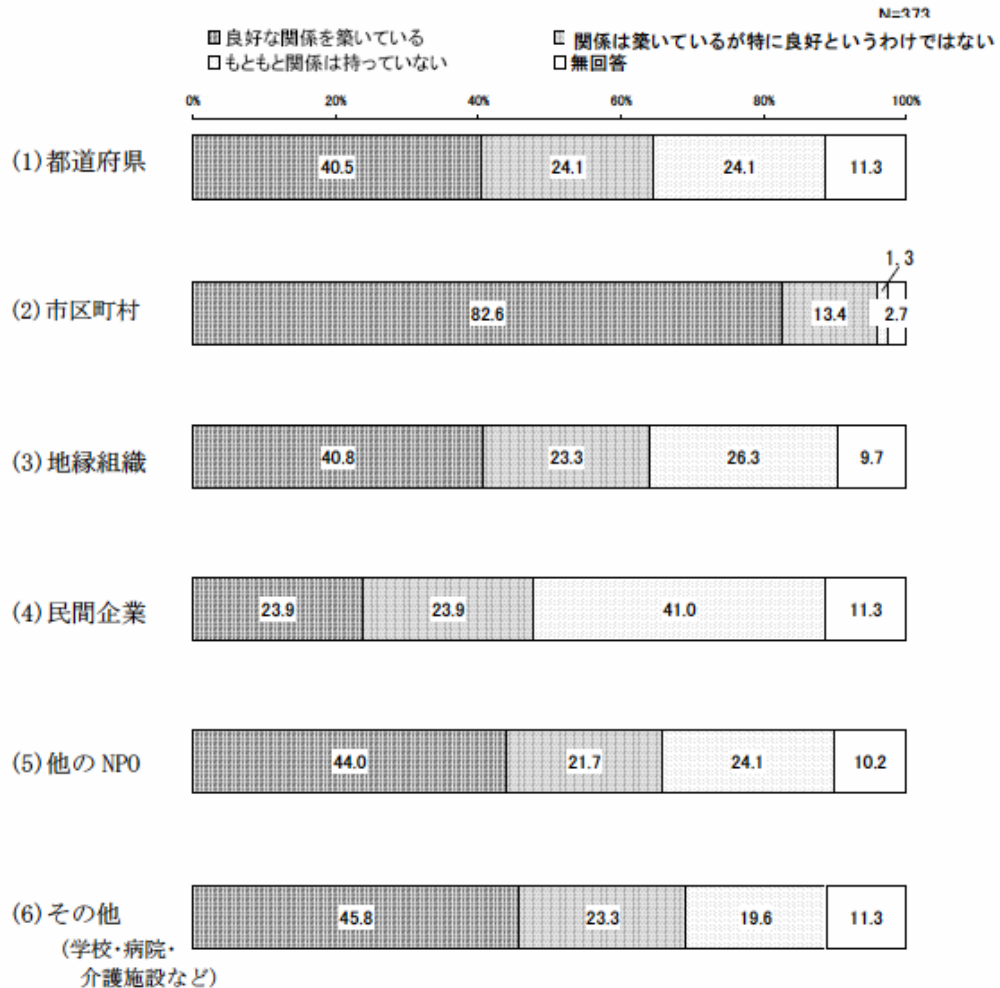 N=373
良好な関係を築いている 関係は築いているが特に良好というわけではない
もともと関係は持っていない 無回答
0% 20% 40% 60% 80% 100%
(1)都道府県 40.5 24.1 24.1 11.3
1.3
(2)市区町村 82.6 13.4 2.7
(3)地縁組織 40.8 23.3 26.3 9.7
(4)民間企業 23.9 23.9 41.0 11.3
(5)他の NPO 44.0 21.7 24.1 10.2
(6)その他 45.8 23.3 19.6 11.3
(学校・病院・
介護施設など)